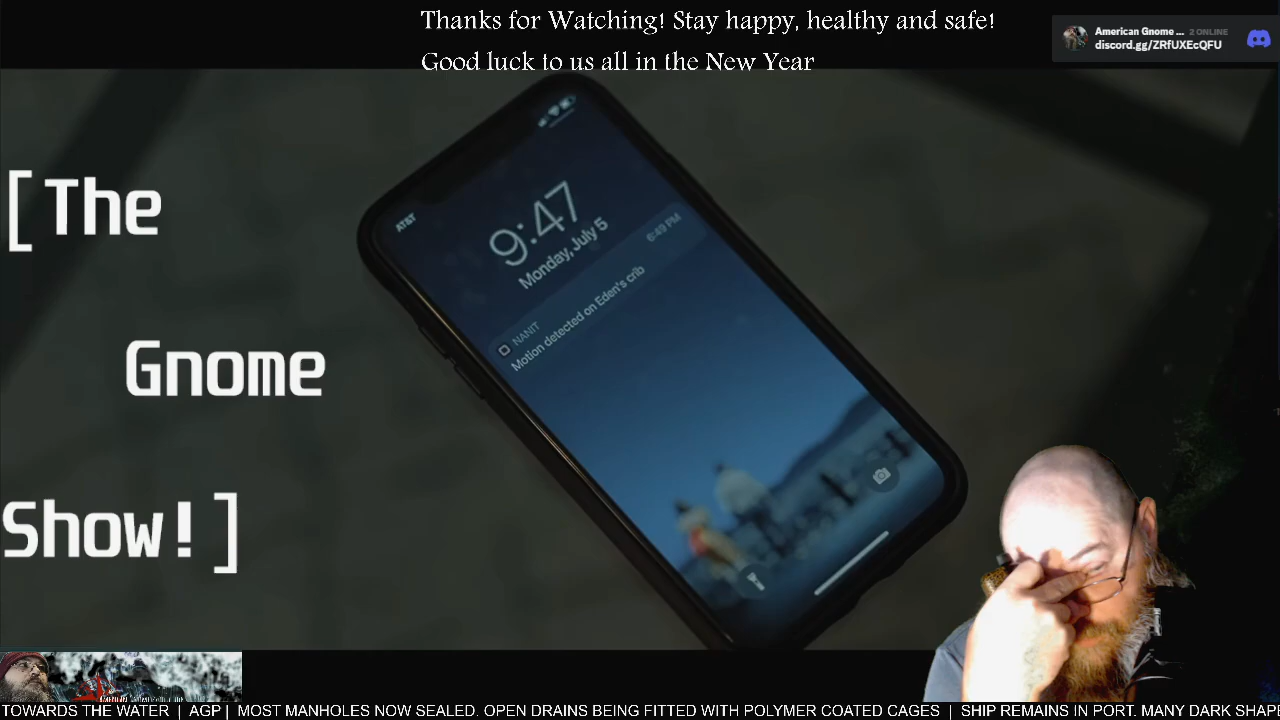 Thanks for Watching! Stay happy, healthy and safe!
Good luck to us all in the New Year
American Gnome ... 2 ONLINE
discord.gg/ZRfUXEcQFU
[The
Gnome
Show!]
AT&T
9:47
Monday, July 5
NANIT 6:49 PM
Motion detected on Eden's crib
TOWARDS THE WATER | AGP | MOST MANHOLES NOW SEALED. OPEN DRAINS BEING FITTED WITH POLYMER COATED CAGES | SHIP REMAINS IN PORT. MANY DARK SHAPE